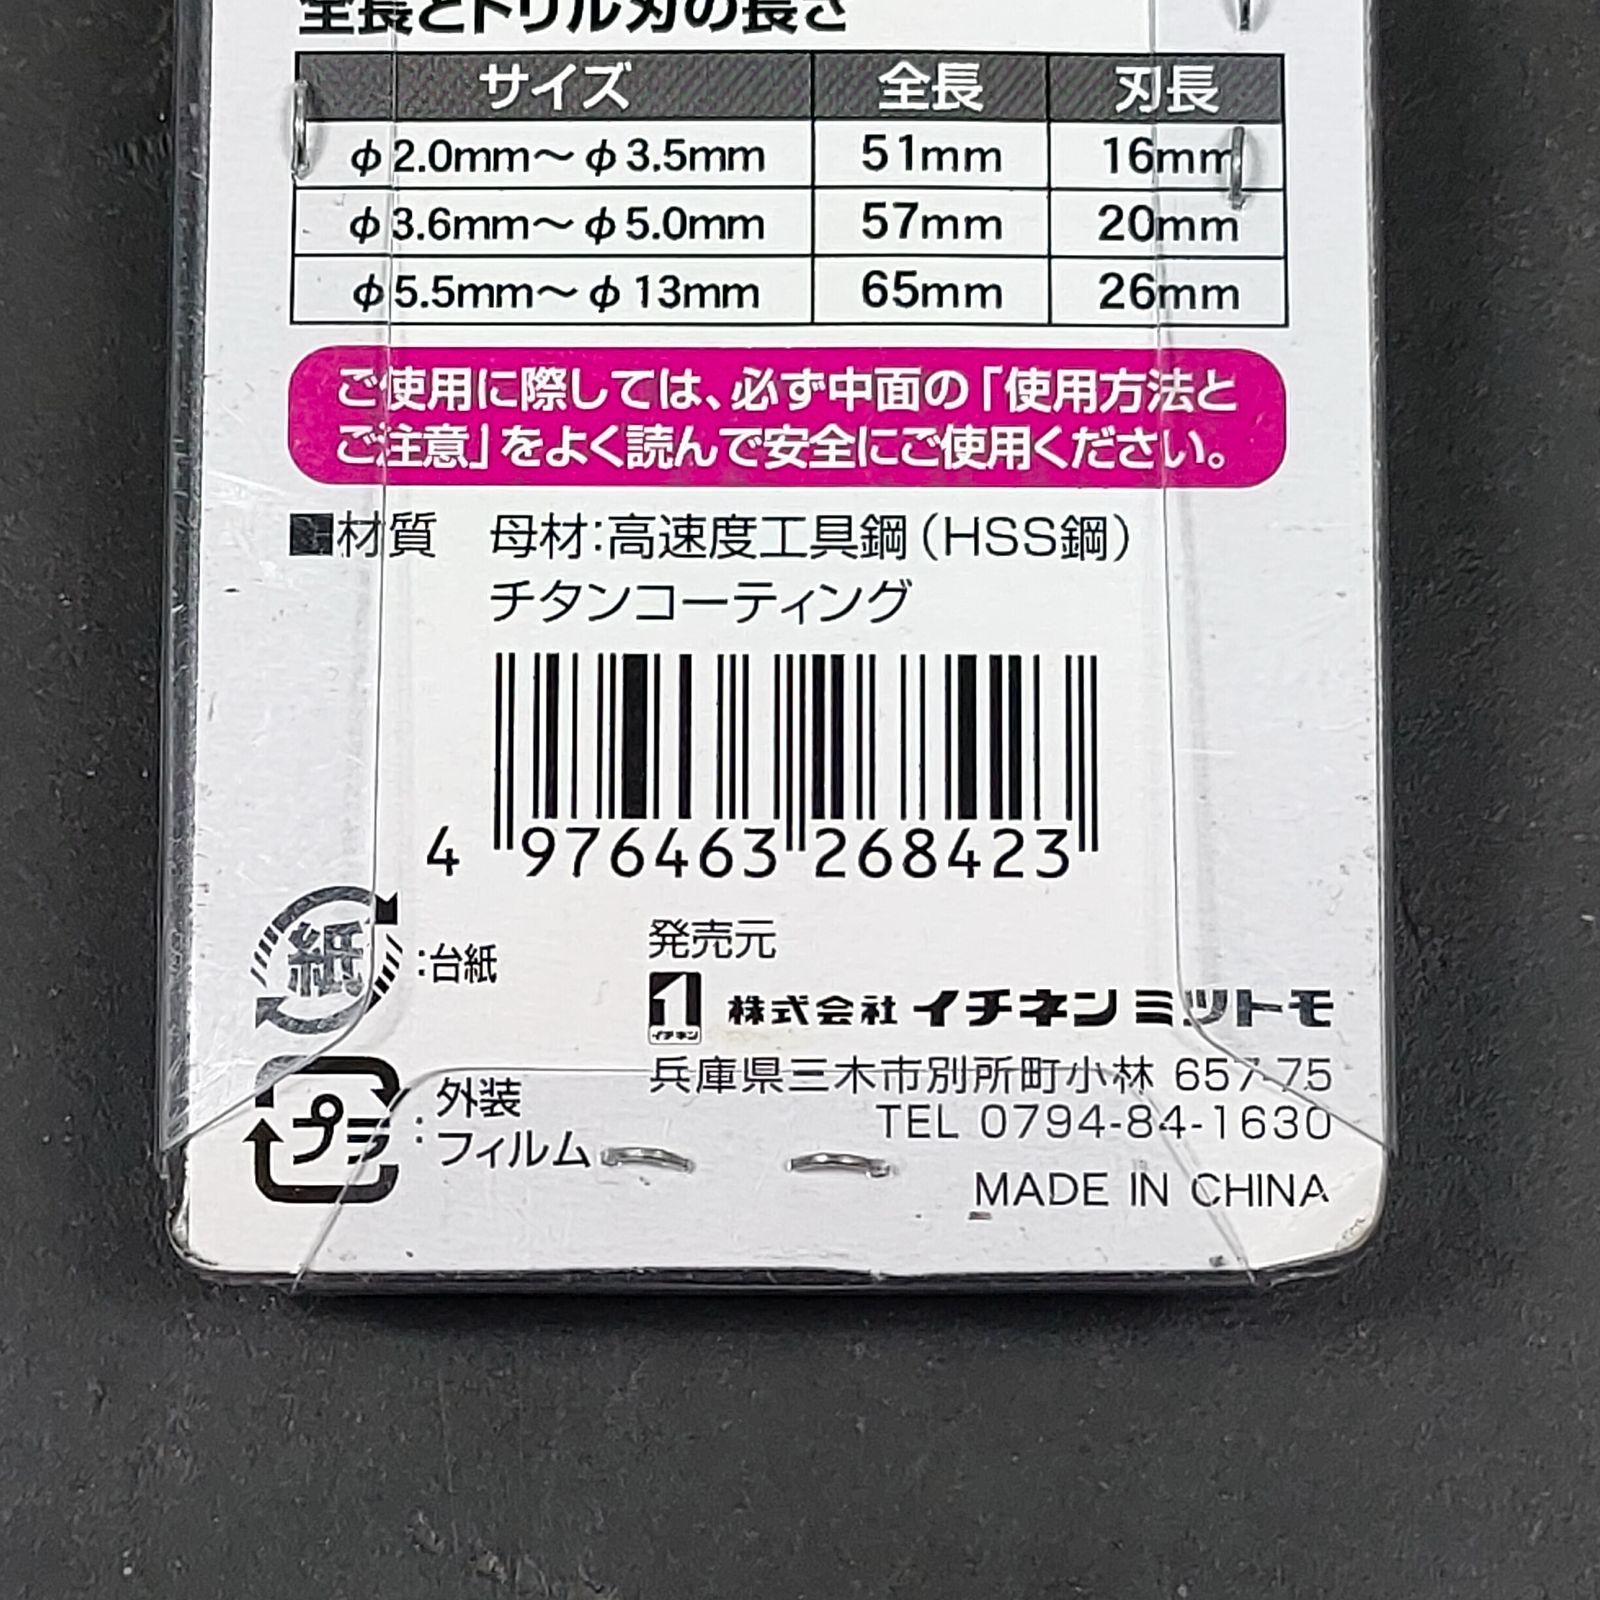 全長とドリル刃の長さ
サイズ 全長 刃長
φ2.0mm～φ3.5mm 51mm 16mm
φ3.6mm～φ5.0mm 57mm 20mm
φ5.5mm～φ13mm 65mm 26mm
ご使用に際しては、必ず中面の「使用方法と
ご注意」をよく読んで安全にご使用ください。
■材質 母材：高速度工具鋼（HSS鋼）
チタンコーティング
4 976463 268423
紙 ：台紙
発売元
イチネン 株式会社 イチネン ミツトモ
兵庫県三木市別所町小林 657-75
TEL 0794-84-1630
プラ ： 外装
フィルム
MADE IN CHINA